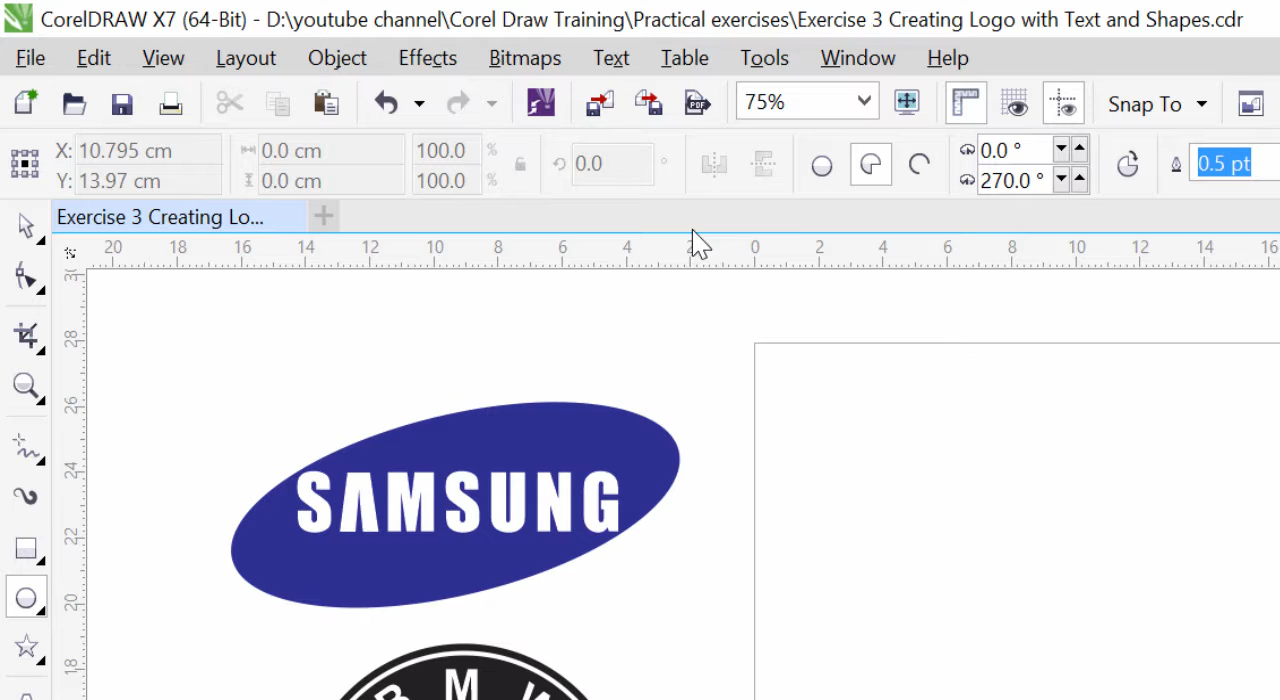 CorelDRAW X7 (64-Bit) - D:\youtube channel\Corel Draw Training\Practical exercises\Exercise 3 Creating Logo with Text and Shapes.cdr
File Edit View Layout Object Effects Bitmaps Text Table Tools Window Help
PDF 75% Snap To
X: 10.795 cm 0.0 cm 100.0 % 0.0 ° 0.0 ° 0.5 pt
Y: 13.97 cm 0.0 cm 100.0 % 270.0 °
Exercise 3 Creating Lo...
20 18 16 14 12 10 8 6 4 2 0 2 4 6 8 10 12 14 16
30
28
26
24
SAMSUNG
22
20
18
B M W